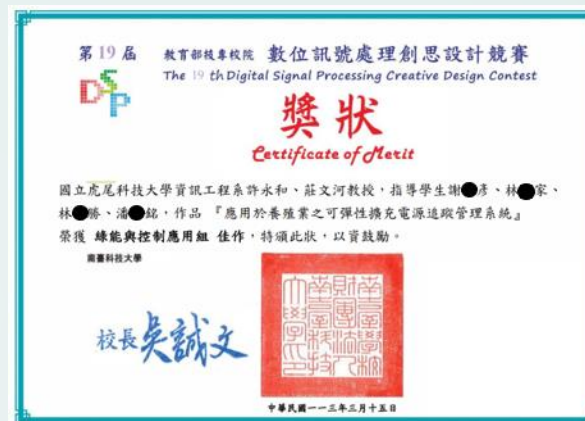 第19屆 教育部技專校院 數位訊號處理創思設計競賽
The 19 th Digital Signal Processing Creative Design Contest
DSP
獎狀
Certificate of Merit
國立虎尾科技大學資訊工程系許永和、莊文河教授，指導學生謝彥、林家、
林勝、潘銘，作品 『應用於養殖業之可彈性擴充電源追蹤管理系統』
榮獲 綠能與控制應用組 佳作，特頒此狀，以資鼓勵。
南臺科技大學
校長 吳誠文
中華民國一一三年三月十五日